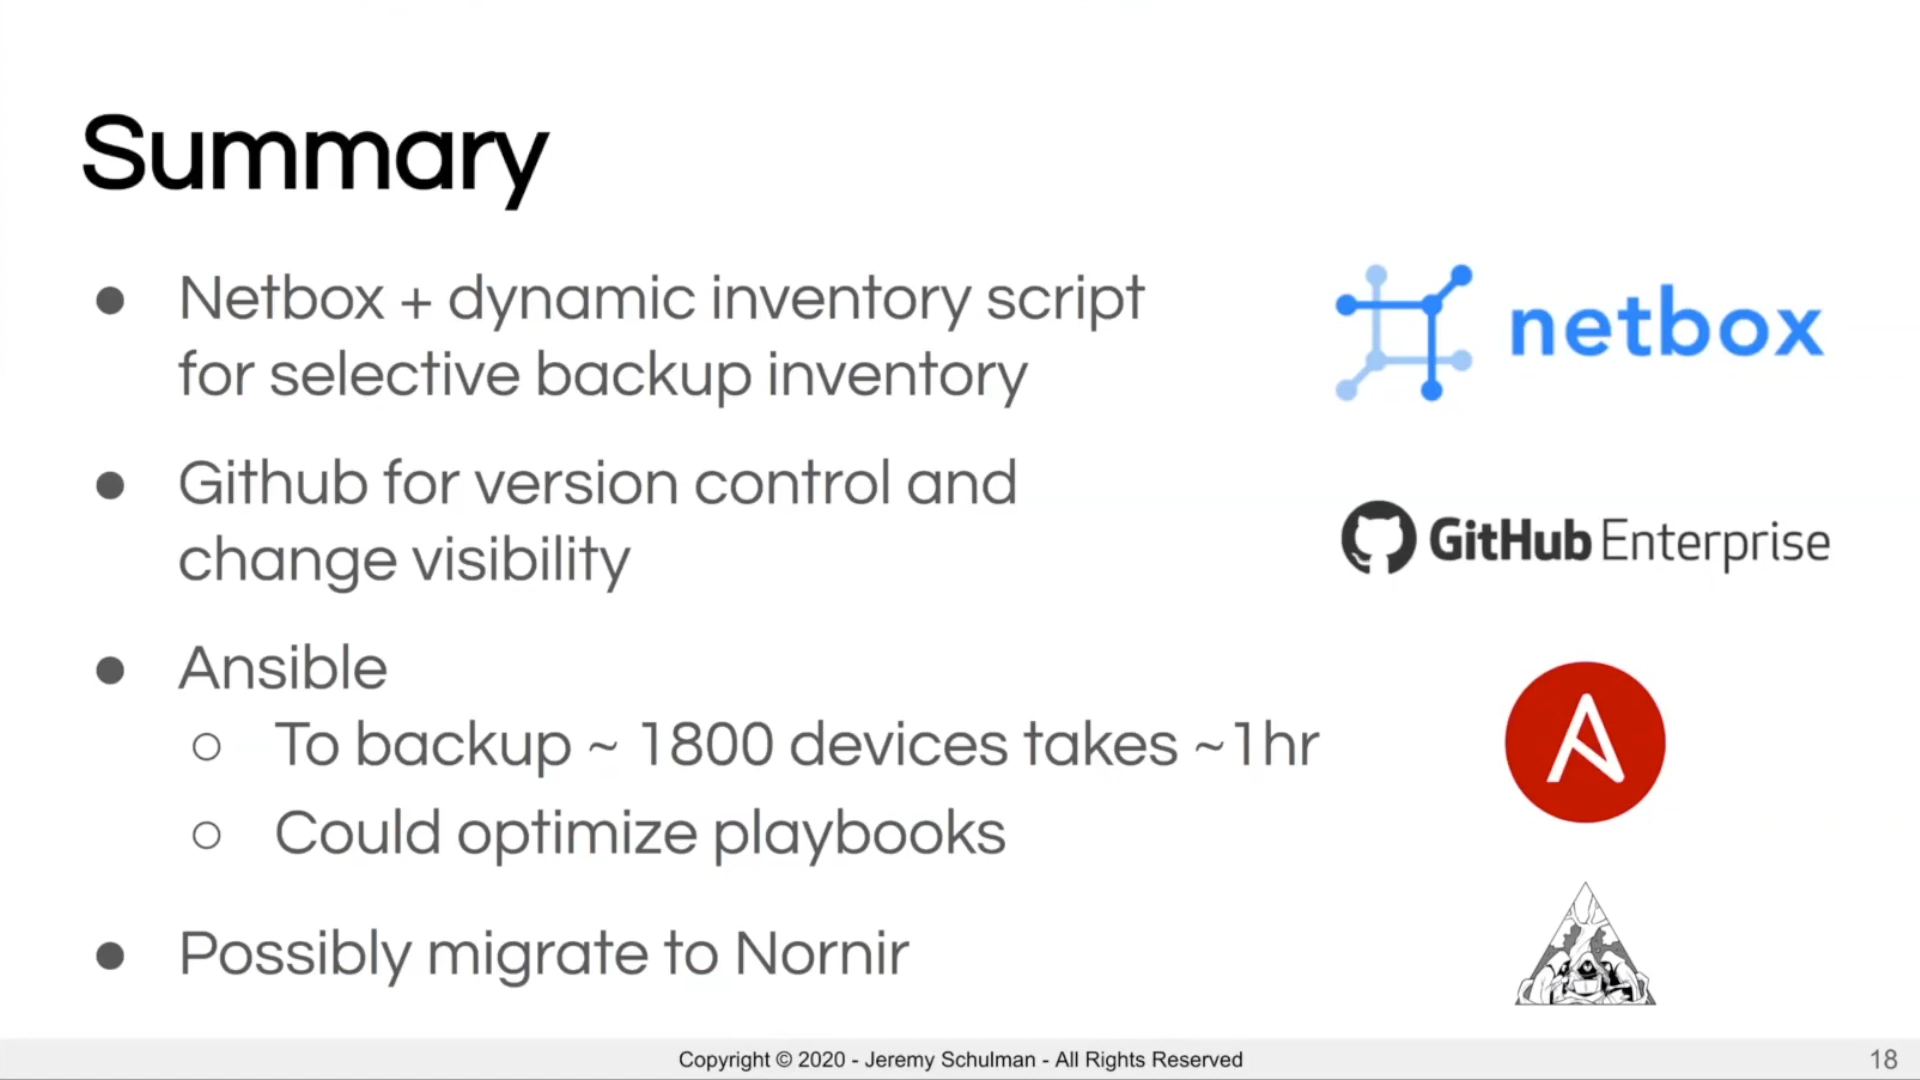 Summary
● Netbox + dynamic inventory script
for selective backup inventory
netbox
● Github for version control and
change visibility
GitHub Enterprise
● Ansible
○ To backup ~ 1800 devices takes ~1hr
○ Could optimize playbooks
● Possibly migrate to Nornir
Copyright © 2020 - Jeremy Schulman - All Rights Reserved
18